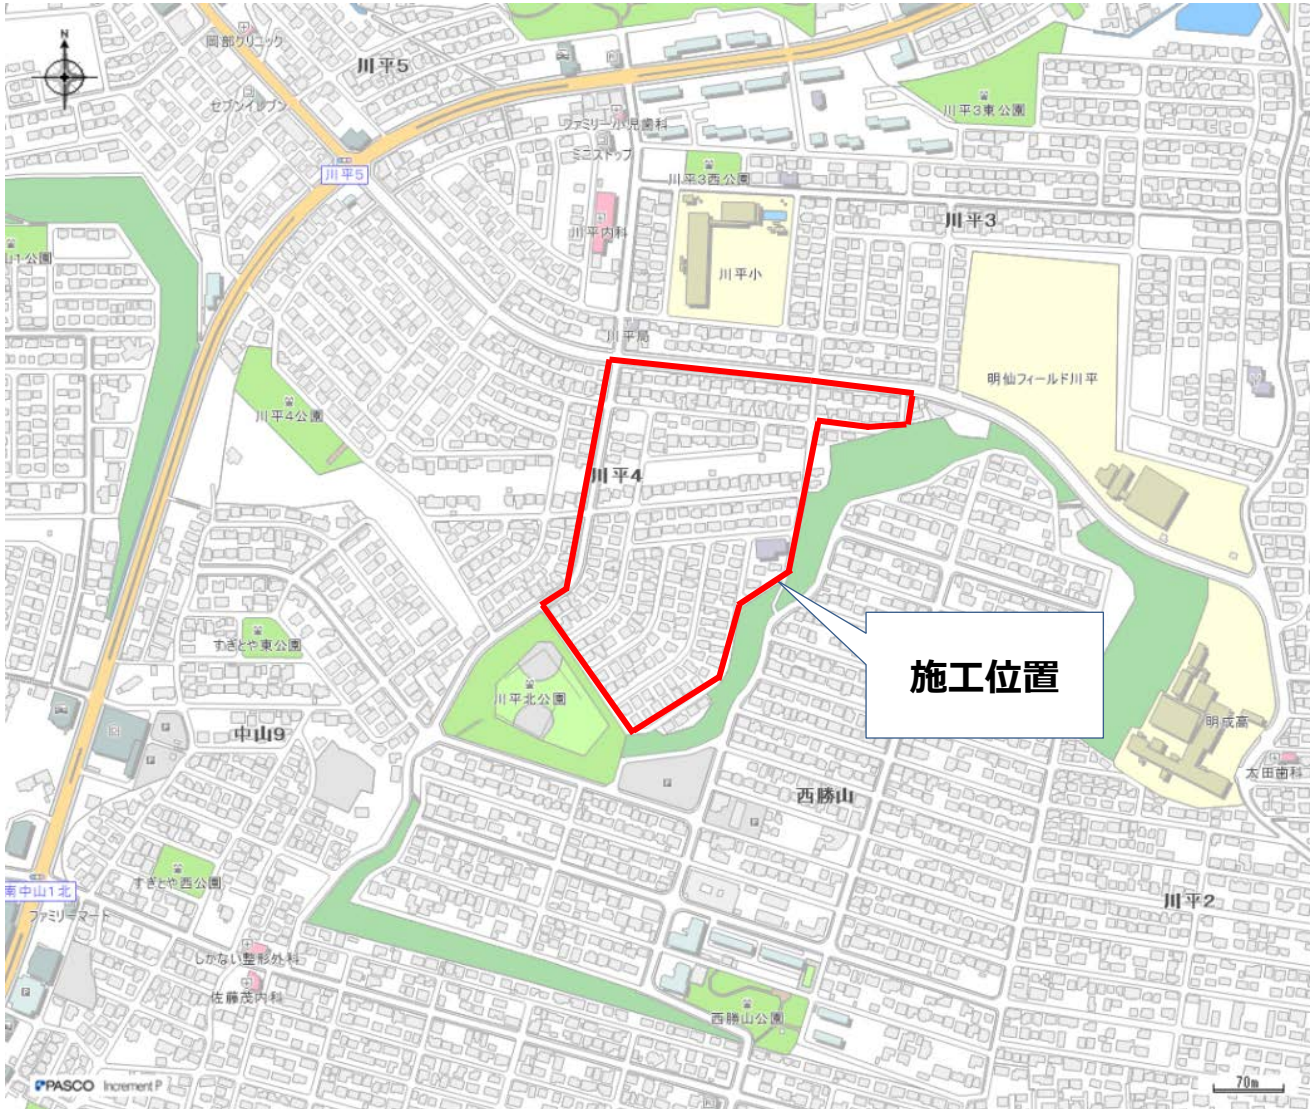 N
岡部クリニック
川平5
セブンイレブン
川平3東公園
ファミリー小児歯科
ミニストップ
川平5
川平3西公園
川平3
川平内科
山1公園
川平小
川平局
明仙フィールド川平
川平4公園
川平4
施工位置
すぎとや東公園
川平北公園
明成高
中山9
太田歯科
西勝山
P
P
P
P
すぎとや西公園
南中山1北
川平2
ファミリーマート
しかない整形外科
佐藤茂内科
西勝山公園
PASCO Increment P
70m